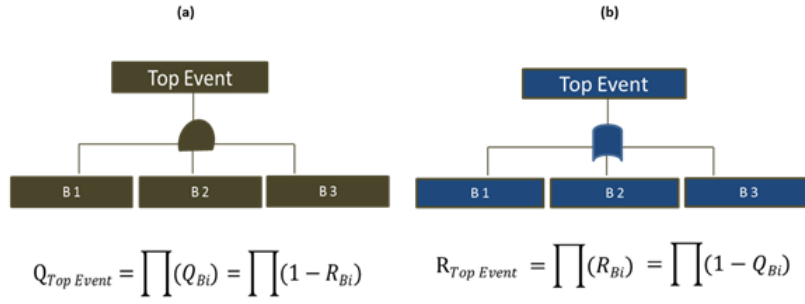 (a)
Top Event
B 1 B 2 B 3
Q_{Top Event} = ∏(Q_{Bi}) = ∏(1 − R_{Bi})
(b)
Top Event
B 1 B 2 B 3
R_{Top Event} = ∏(R_{Bi}) = ∏(1 − Q_{Bi})